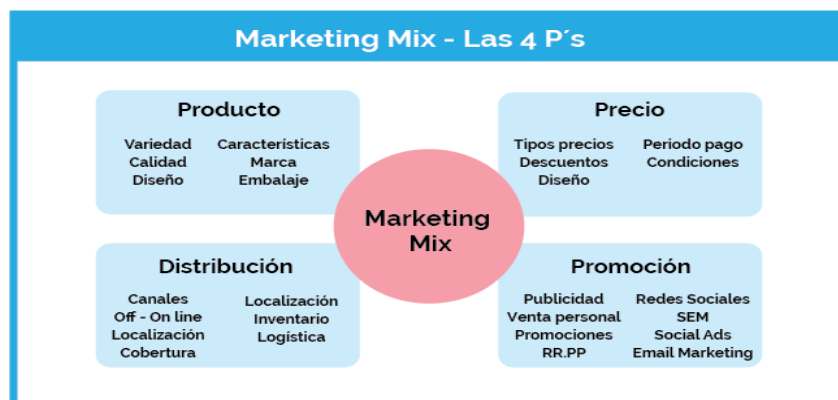 Marketing Mix - Las 4 P´s
Producto
Variedad
Calidad
Diseño
Características
Marca
Embalaje
Precio
Tipos precios
Descuentos
Diseño
Periodo pago
Condiciones
Marketing
Mix
Distribución
Canales
Off - On line
Localización
Cobertura
Localización
Inventario
Logística
Promoción
Publicidad
Venta personal
Promociones
RR.PP
Redes Sociales
SEM
Social Ads
Email Marketing